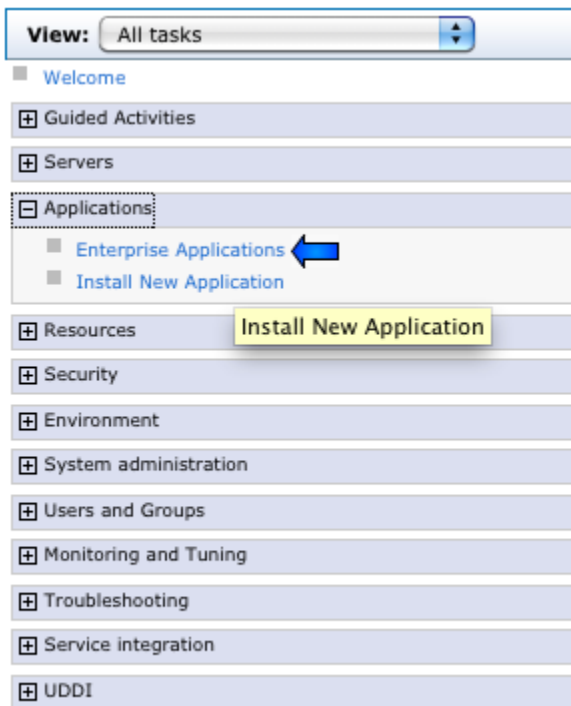 View: All tasks
Welcome
Guided Activities
Servers
Applications
Enterprise Applications
Install New Application
Install New Application
Resources
Security
Environment
System administration
Users and Groups
Monitoring and Tuning
Troubleshooting
Service integration
UDDI